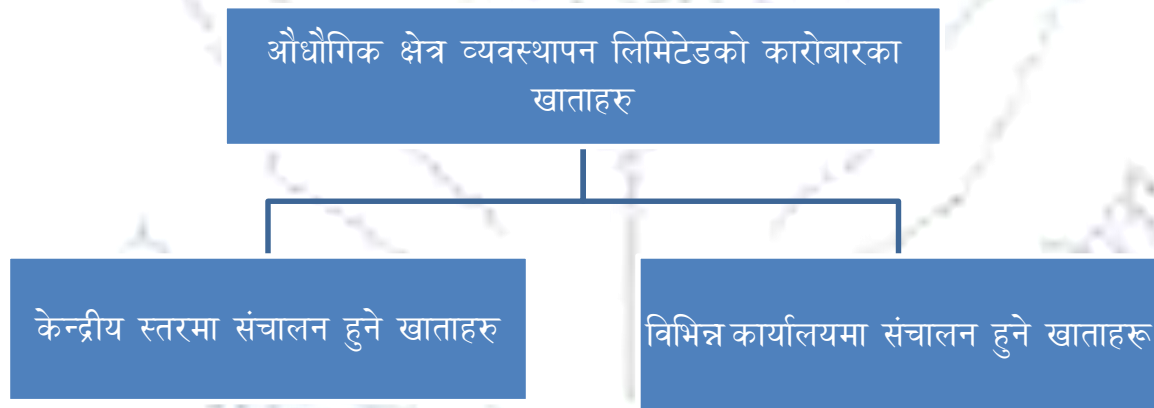 औधौगिक क्षेत्र व्यवस्थापन लिमिटेडको कारोबारका
खाताहरु
केन्द्रीय स्तरमा संचालन हुने खाताहरु
विभिन्न कार्यालयमा संचालन हुने खाताहरू